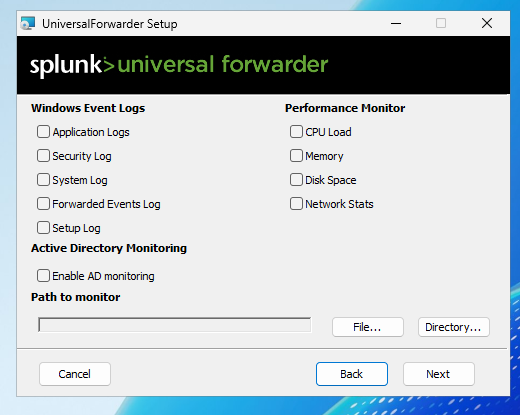 UniversalForwarder Setup
splunk>universal forwarder
Windows Event Logs
Performance Monitor
Application Logs
CPU Load
Security Log
Memory
System Log
Disk Space
Forwarded Events Log
Network Stats
Setup Log
Active Directory Monitoring
Enable AD monitoring
Path to monitor
File...
Directory...
Cancel
Back
Next